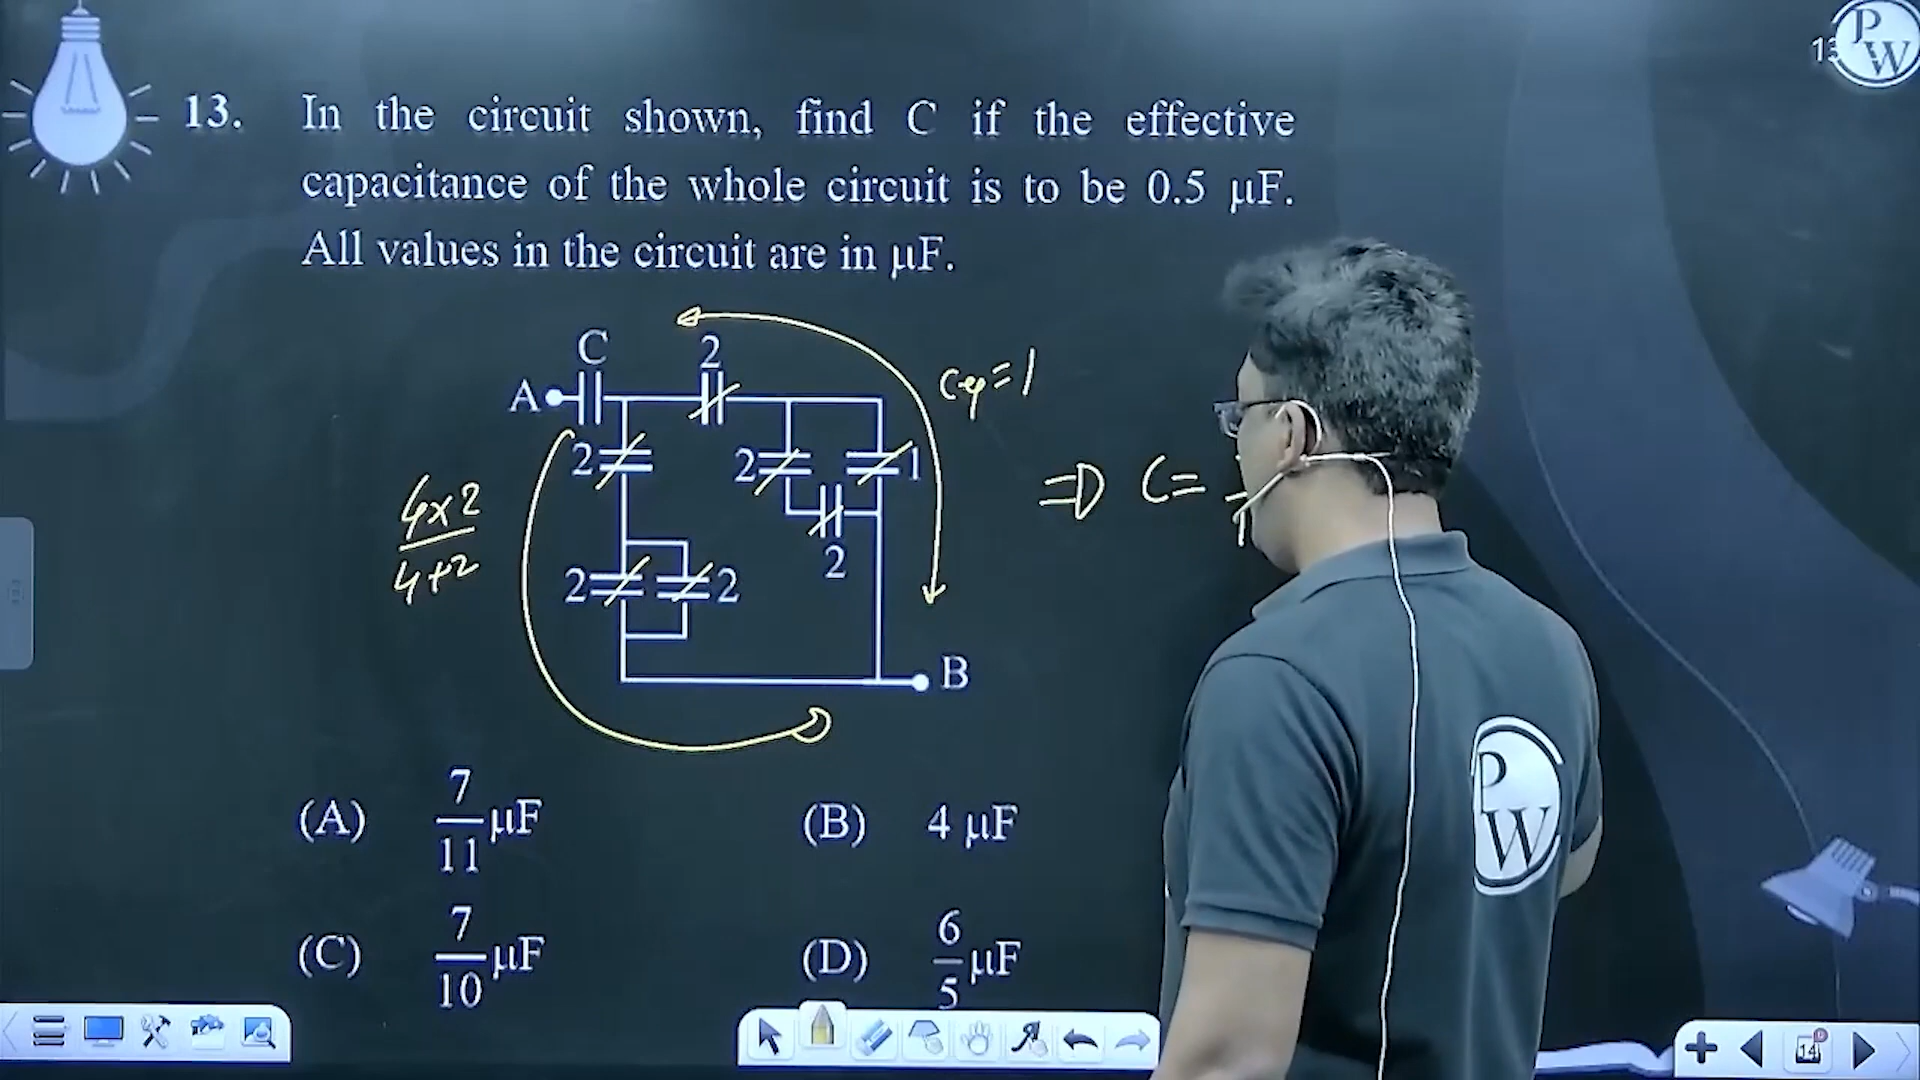 13. In the circuit shown, find C if the effective
capacitance of the whole circuit is to be 0.5 μF.
All values in the circuit are in μF.
C
2
A
Ceq=1
2
2
1
4×2
4+2
⇒ C =
2
2
2
B
(A) 7/11 μF
(B) 4 μF
(C) 7/10 μF
(D) 6/5 μF
PW
PW
14